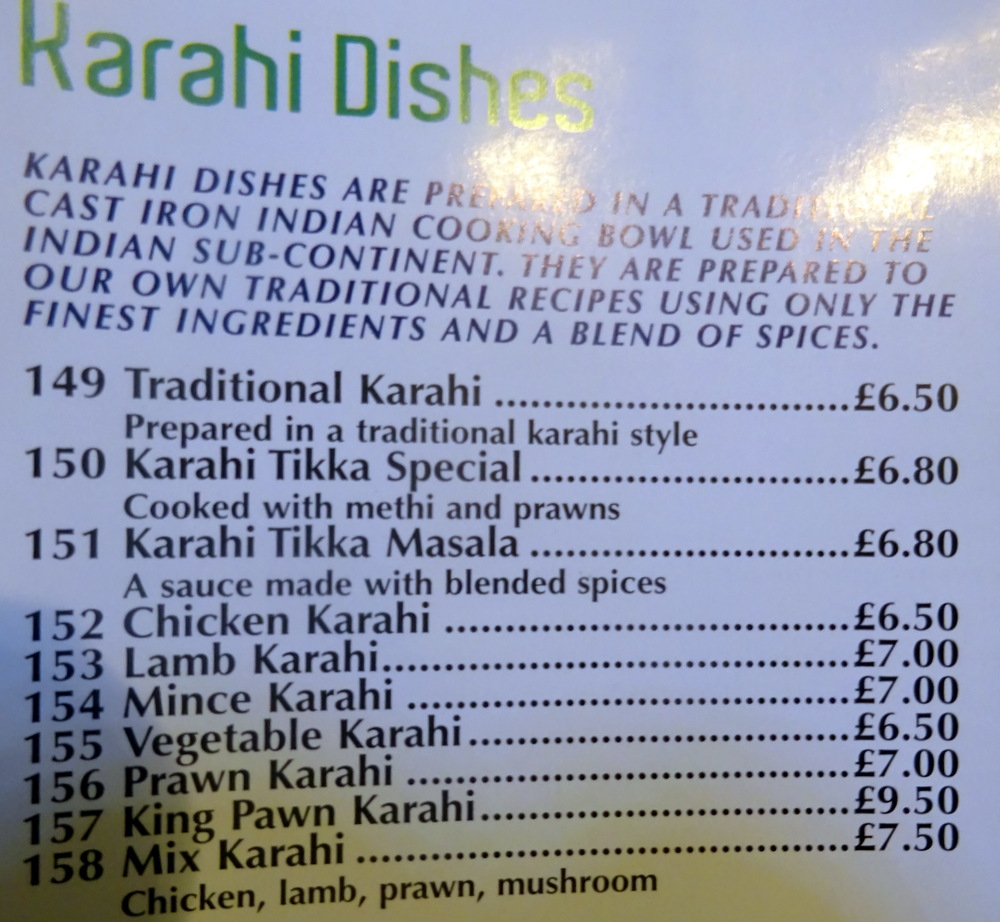 Karahi Dishes
KARAHI DISHES ARE PREPARED IN A TRADITIONAL
CAST IRON INDIAN COOKING BOWL USED IN THE
INDIAN SUB-CONTINENT. THEY ARE PREPARED TO
OUR OWN TRADITIONAL RECIPES USING ONLY THE
FINEST INGREDIENTS AND A BLEND OF SPICES.
149 Traditional Karahi ..............................£6.50
Prepared in a traditional karahi style
150 Karahi Tikka Special...........................£6.80
Cooked with methi and prawns
151 Karahi Tikka Masala ...........................£6.80
A sauce made with blended spices
152 Chicken Karahi ..................................£6.50
153 Lamb Karahi.......................................£7.00
154 Mince Karahi .....................................£7.00
155 Vegetable Karahi................................£6.50
156 Prawn Karahi .....................................£7.00
157 King Pawn Karahi...............................£9.50
158 Mix Karahi .........................................£7.50
Chicken, lamb, prawn, mushroom